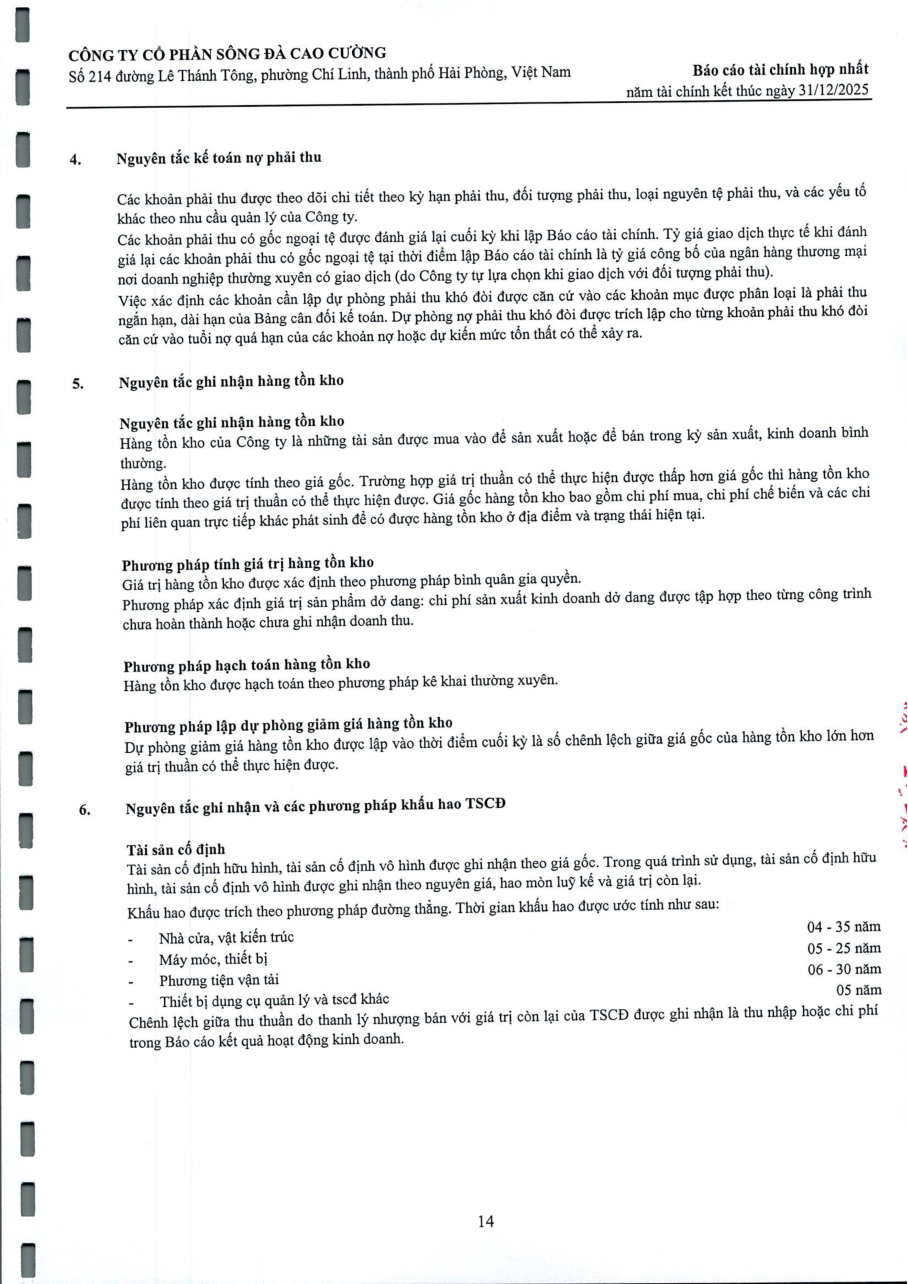 CÔNG TY CỔ PHẦN SÔNG ĐÀ CAO CƯỜNG
Số 214 đường Lê Thánh Tông, phường Chí Linh, thành phố Hải Phòng, Việt Nam
Báo cáo tài chính hợp nhất
năm tài chính kết thúc ngày 31/12/2025
4. Nguyên tắc kế toán nợ phải thu
Các khoản phải thu được theo dõi chi tiết theo kỳ hạn phải thu, đối tượng phải thu, loại nguyên tệ phải thu, và các yếu tố
khác theo nhu cầu quản lý của Công ty.
Các khoản phải thu có gốc ngoại tệ được đánh giá lại cuối kỳ khi lập Báo cáo tài chính. Tỷ giá giao dịch thực tế khi đánh
giá lại các khoản phải thu có gốc ngoại tệ tại thời điểm lập Báo cáo tài chính là tỷ giá công bố của ngân hàng thương mại
nơi doanh nghiệp thường xuyên có giao dịch (do Công ty tự lựa chọn khi giao dịch với đối tượng phải thu).
Việc xác định các khoản cần lập dự phòng phải thu khó đòi được căn cứ vào các khoản mục được phân loại là phải thu
ngắn hạn, dài hạn của Bảng cân đối kế toán. Dự phòng nợ phải thu khó đòi được trích lập cho từng khoản phải thu khó đòi
căn cứ vào tuổi nợ quá hạn của các khoản nợ hoặc dự kiến mức tổn thất có thể xảy ra.
5. Nguyên tắc ghi nhận hàng tồn kho
Nguyên tắc ghi nhận hàng tồn kho
Hàng tồn kho của Công ty là những tài sản được mua vào để sản xuất hoặc để bán trong kỳ sản xuất, kinh doanh bình
thường.
Hàng tồn kho được tính theo giá gốc. Trường hợp giá trị thuần có thể thực hiện được thấp hơn giá gốc thì hàng tồn kho
được tính theo giá trị thuần có thể thực hiện được. Giá gốc hàng tồn kho bao gồm chi phí mua, chi phí chế biến và các chi
phí liên quan trực tiếp khác phát sinh để có được hàng tồn kho ở địa điểm và trạng thái hiện tại.
Phương pháp tính giá trị hàng tồn kho
Giá trị hàng tồn kho được xác định theo phương pháp bình quân gia quyền.
Phương pháp xác định giá trị sản phẩm dở dang: chi phí sản xuất kinh doanh dở dang được tập hợp theo từng công trình
chưa hoàn thành hoặc chưa ghi nhận doanh thu.
Phương pháp hạch toán hàng tồn kho
Hàng tồn kho được hạch toán theo phương pháp kê khai thường xuyên.
Phương pháp lập dự phòng giảm giá hàng tồn kho
Dự phòng giảm giá hàng tồn kho được lập vào thời điểm cuối kỳ là số chênh lệch giữa giá gốc của hàng tồn kho lớn hơn
giá trị thuần có thể thực hiện được.
6. Nguyên tắc ghi nhận và các phương pháp khấu hao TSCĐ
Tài sản cố định
Tài sản cố định hữu hình, tài sản cố định vô hình được ghi nhận theo giá gốc. Trong quá trình sử dụng, tài sản cố định hữu
hình, tài sản cố định vô hình được ghi nhận theo nguyên giá, hao mòn luỹ kế và giá trị còn lại.
Khấu hao được trích theo phương pháp đường thẳng. Thời gian khấu hao được ước tính như sau:
- Nhà cửa, vật kiến trúc 04 - 35 năm
- Máy móc, thiết bị 05 - 25 năm
- Phương tiện vận tải 06 - 30 năm
- Thiết bị dụng cụ quản lý và tscđ khác 05 năm
Chênh lệch giữa thu thuần do thanh lý nhượng bán với giá trị còn lại của TSCĐ được ghi nhận là thu nhập hoặc chi phí
trong Báo cáo kết quả hoạt động kinh doanh.
14